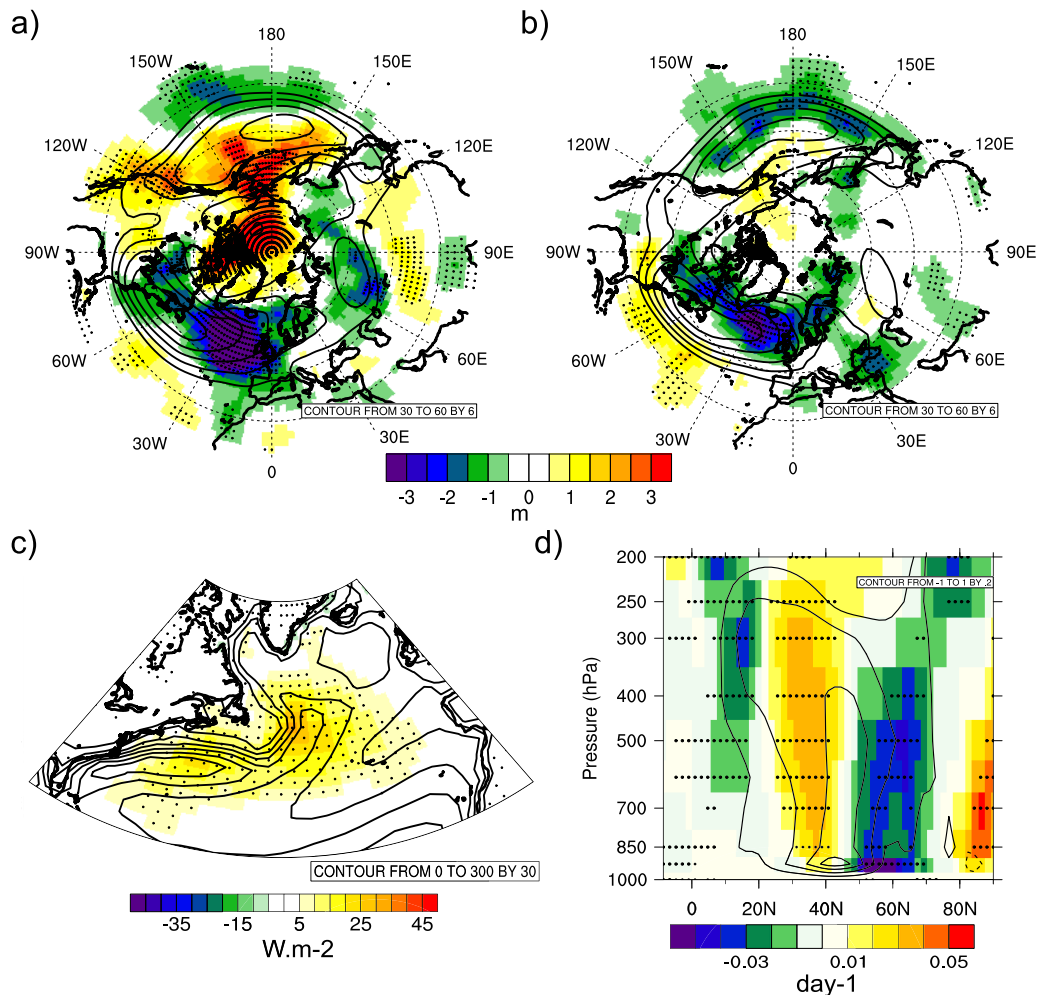 a)
b)
180
150W
150E
120W
120E
90W
90E
60W
60E
30W
30E
0
CONTOUR FROM 30 TO 60 BY 6
180
150W
150E
120W
120E
90W
90E
60W
60E
30W
30E
0
CONTOUR FROM 30 TO 60 BY 6
-3 -2 -1 0 1 2 3
m
c)
CONTOUR FROM 0 TO 300 BY 30
-35 -15 5 25 45
W.m-2
d)
CONTOUR FROM -1 TO 1 BY .2
Pressure (hPa)
200
250
300
400
500
700
850
1000
0 20N 40N 60N 80N
-0.03 0.01 0.05
day-1